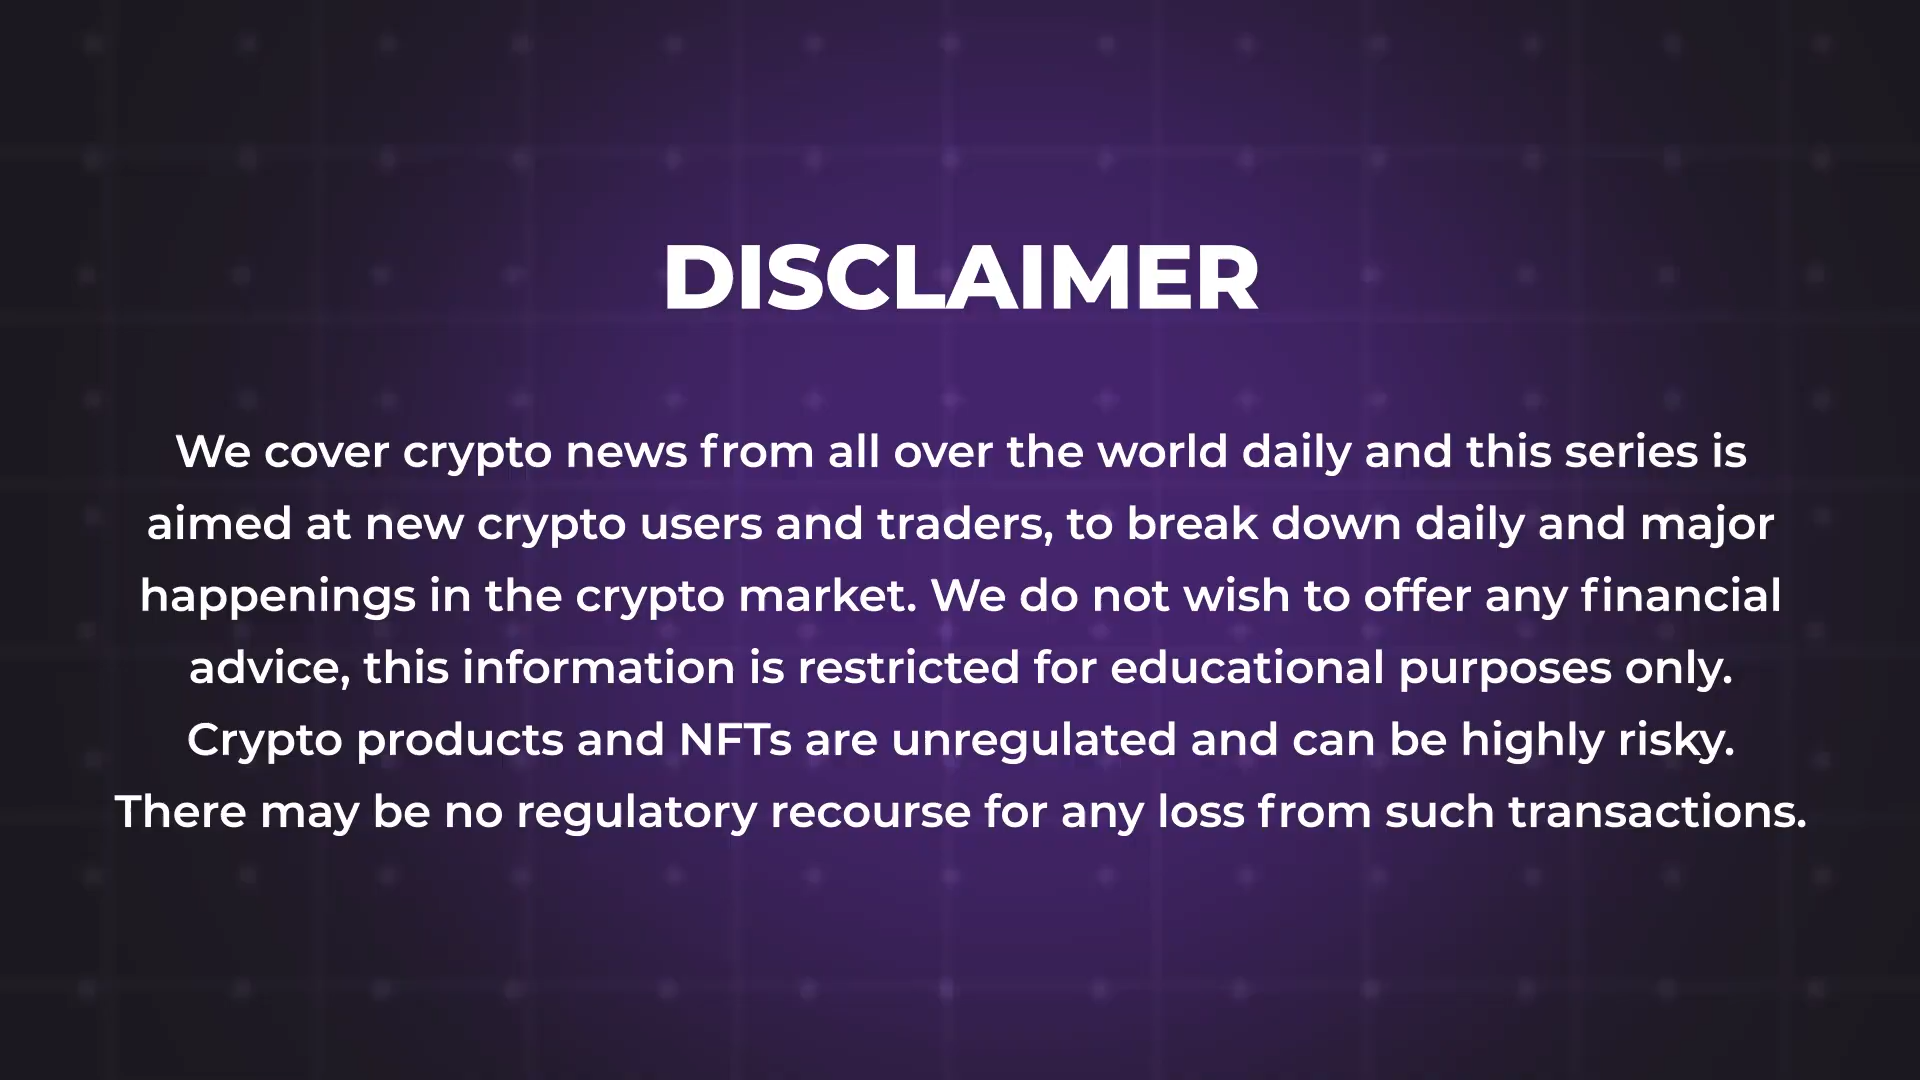 DISCLAIMER
We cover crypto news from all over the world daily and this series is
aimed at new crypto users and traders, to break down daily and major
happenings in the crypto market. We do not wish to offer any financial
advice, this information is restricted for educational purposes only.
Crypto products and NFTs are unregulated and can be highly risky.
There may be no regulatory recourse for any loss from such transactions.